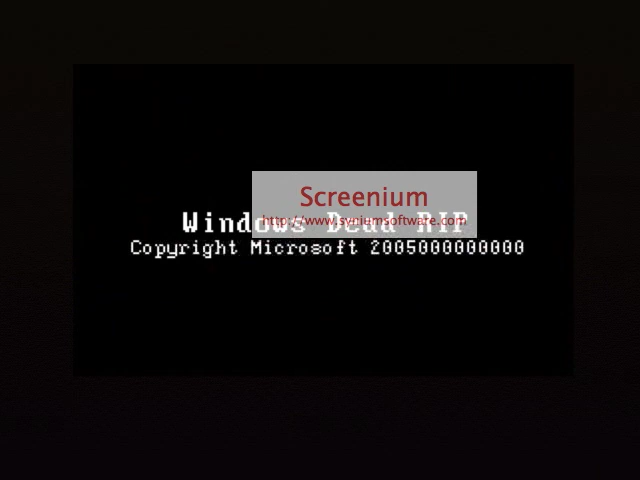 Screenium
http://www.syniumsoftware.com
Windows Dead RIP
Copyright Microsoft 2005000000000